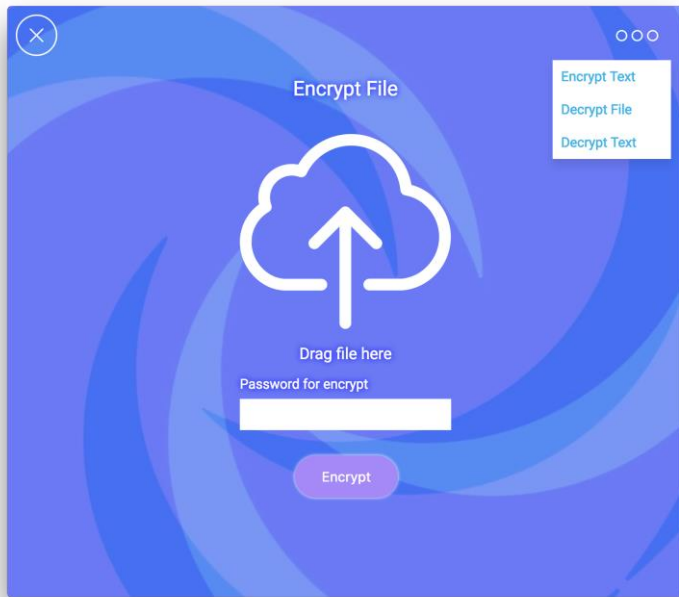 Encrypt File
Encrypt Text
Decrypt File
Decrypt Text
Drag file here
Password for encrypt
Encrypt